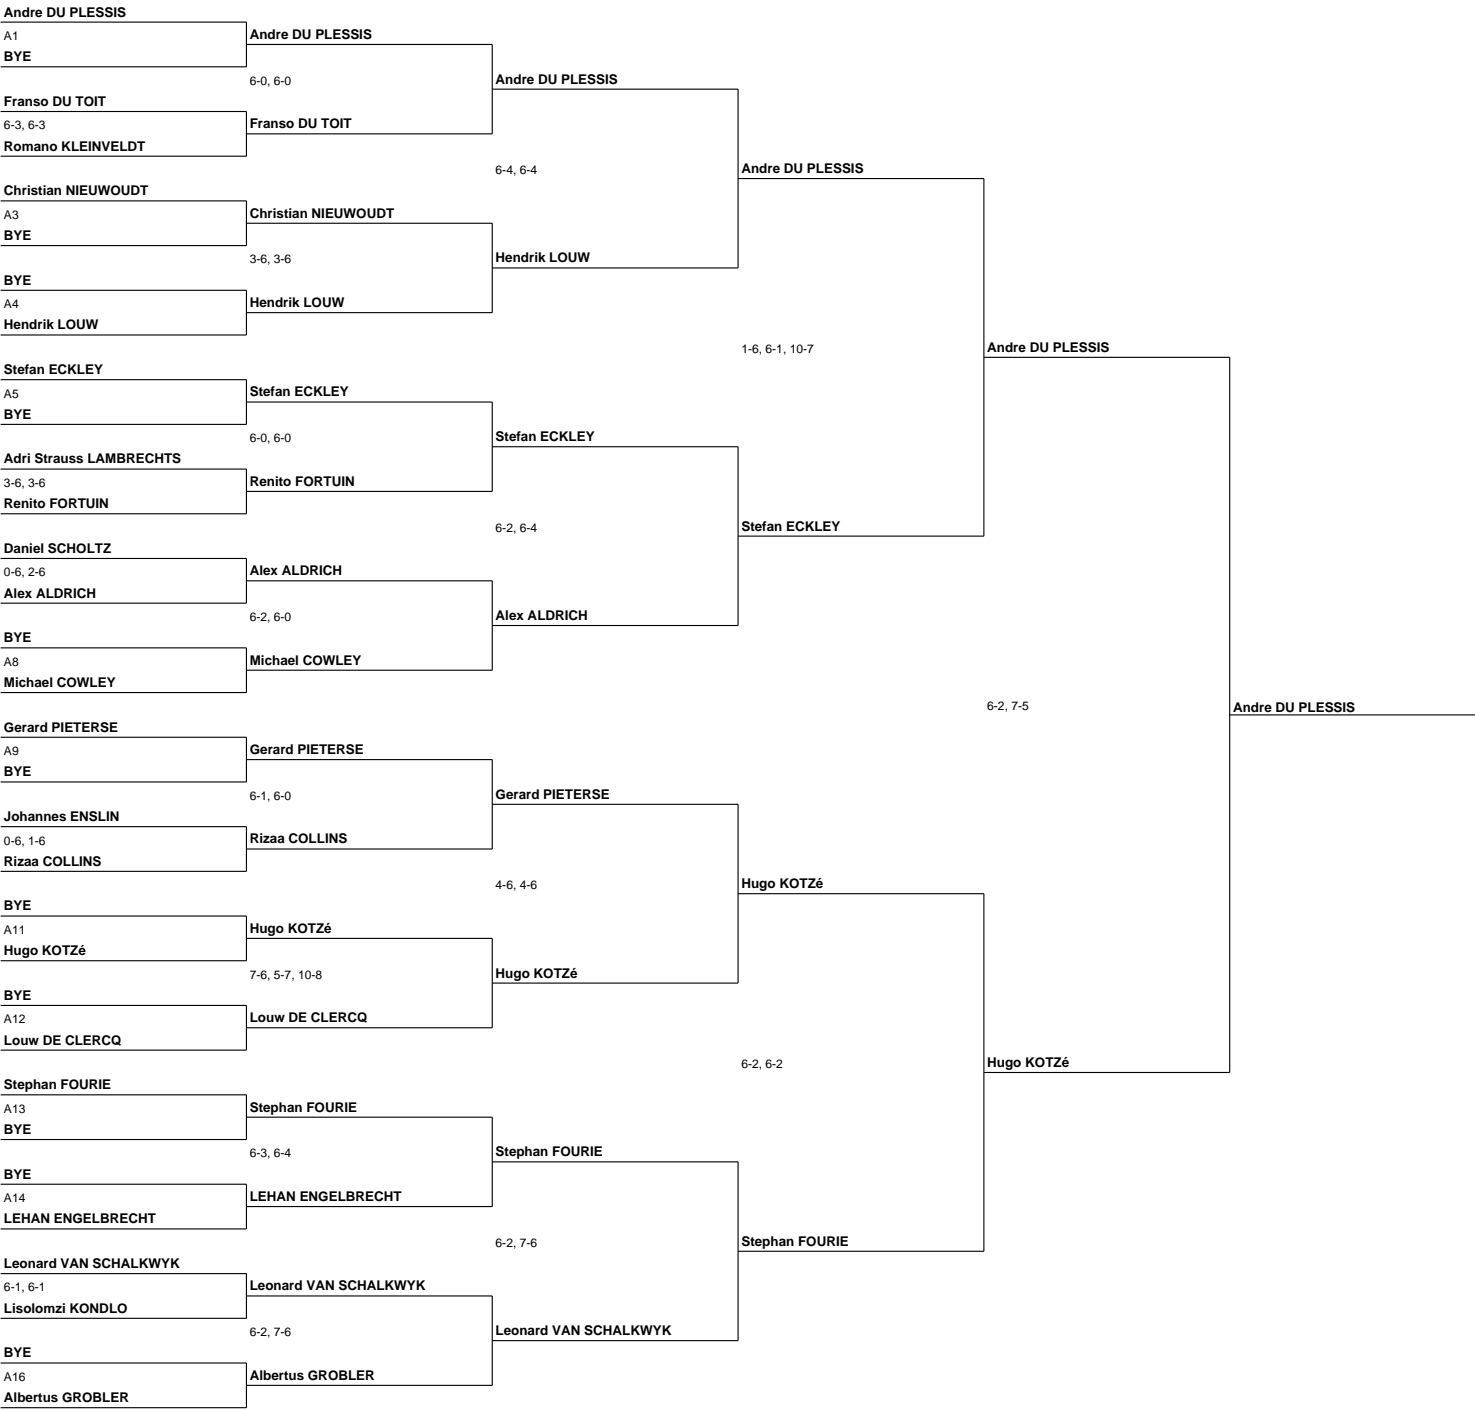 Andre DU PLESSIS
A1
BYE
Franso DU TOIT
6-3, 6-3
Romano KLEINVELDT
Christian NIEUWOUDT
A3
BYE
BYE
A4
Hendrik LOUW
Stefan ECKLEY
A5
BYE
Adri Strauss LAMBRECHTS
3-6, 3-6
Renito FORTUIN
Daniel SCHOLTZ
0-6, 2-6
Alex ALDRICH
BYE
A8
Michael COWLEY
Gerard PIETERSE
A9
BYE
Johannes ENSLIN
0-6, 1-6
Rizaa COLLINS
BYE
A11
Hugo KOTZé
BYE
A12
Louw DE CLERCQ
Stephan FOURIE
A13
BYE
BYE
A14
LEHAN ENGELBRECHT
Leonard VAN SCHALKWYK
6-1, 6-1
Lisolomzi KONDLO
BYE
A16
Albertus GROBLER
Andre DU PLESSIS
6-0, 6-0
Franso DU TOIT
Christian NIEUWOUDT
3-6, 3-6
Hendrik LOUW
Stefan ECKLEY
6-0, 6-0
Renito FORTUIN
Alex ALDRICH
6-2, 6-0
Michael COWLEY
Gerard PIETERSE
6-1, 6-0
Rizaa COLLINS
Hugo KOTZé
7-6, 5-7, 10-8
Louw DE CLERCQ
Stephan FOURIE
6-3, 6-4
LEHAN ENGELBRECHT
Leonard VAN SCHALKWYK
6-2, 7-6
Albertus GROBLER
Andre DU PLESSIS
6-4, 6-4
Hendrik LOUW
Stefan ECKLEY
6-2, 6-4
Alex ALDRICH
Gerard PIETERSE
4-6, 4-6
Hugo KOTZé
Stephan FOURIE
6-2, 7-6
Leonard VAN SCHALKWYK
Andre DU PLESSIS
1-6, 6-1, 10-7
Stefan ECKLEY
Hugo KOTZé
6-2, 6-2
Stephan FOURIE
Andre DU PLESSIS
6-2, 7-5
Hugo KOTZé
Andre DU PLESSIS